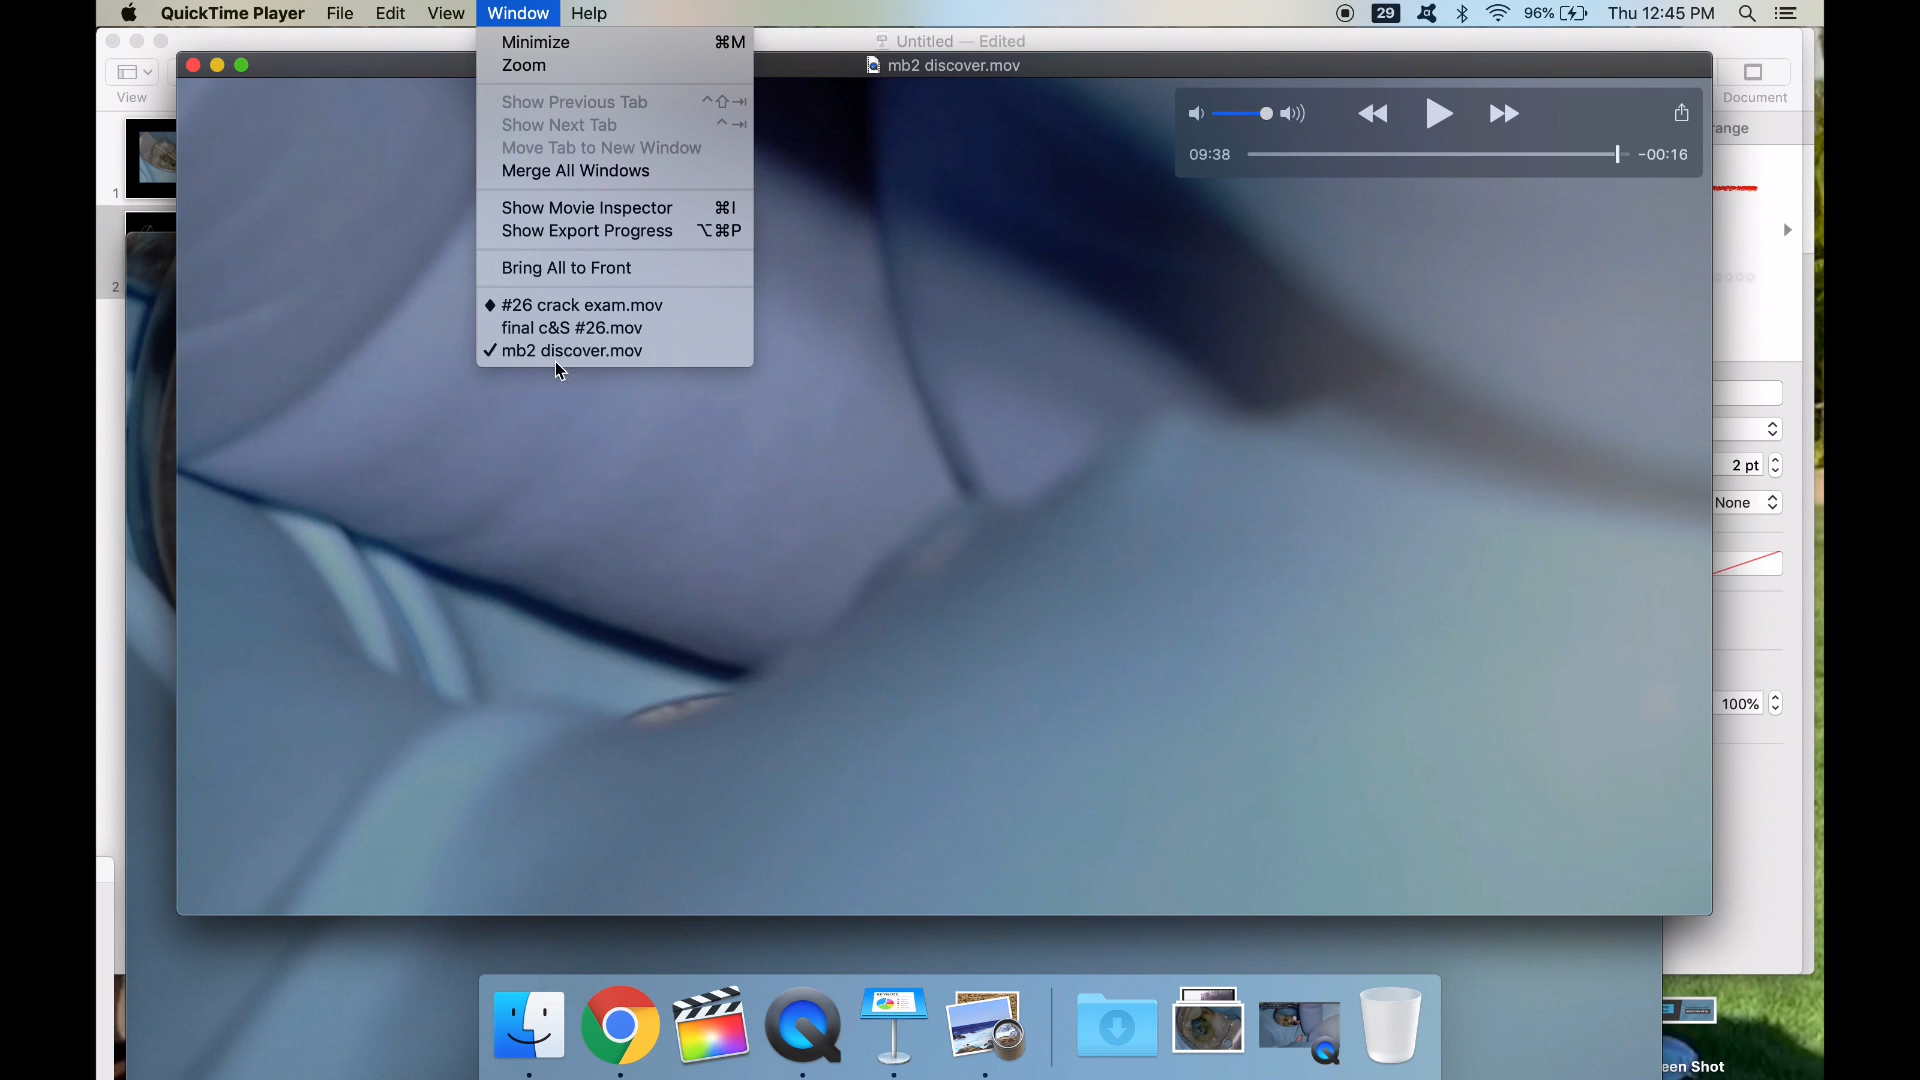 QuickTime Player File Edit View Window Help 29 96% Thu 12:45 PM
Untitled — Edited
mb2 discover.mov
View
Document
Minimize ⌘M
Zoom
Show Previous Tab ^⇧⇥
Show Next Tab ^⇥
Move Tab to New Window
Merge All Windows
Show Movie Inspector ⌘I
Show Export Progress ⌥⌘P
Bring All to Front
#26 crack exam.mov
final c&S #26.mov
✓ mb2 discover.mov
09:38 -00:16
range
1
2
2 pt
None
100%
KEYNOTE
een Shot